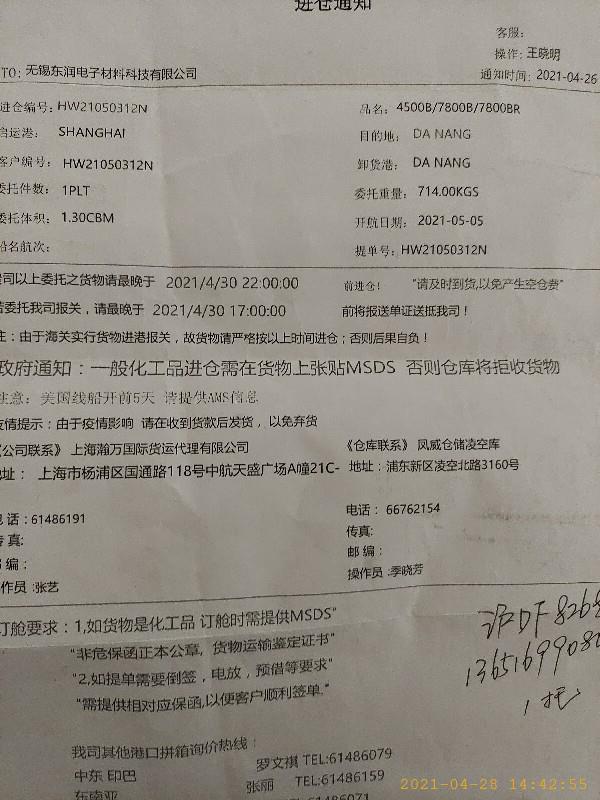 进仓通知
客服：
操作：王晓明
TO：无锡东润电子材料科技有限公司
通知时间：2021-04-26
进仓编号：HW21050312N
品名：4500B/7800B/7800BR
启运港： SHANGHAI
目的地： DA NANG
客户编号： HW21050312N
卸货港： DA NANG
委托件数： 1PLT
委托重量： 714.00KGS
委托体积： 1.30CBM
开航日期： 2021-05-05
船名航次：
提单号：HW21050312N
司以上委托之货物请最晚于 2021/4/30 22:00:00 前进仓！ "请及时到货,以免产生空仓费"
若委托我司报关，请最晚于 2021/4/30 17:00:00 前将报送单证送抵我司！
注：由于海关实行货物进港报关，故货物请严格按以上时间进仓；否则后果自负！
政府通知：一般化工品进仓需在货物上张贴MSDS 否则仓库将拒收货物
注意： 美国线船开前5天 请提供AMS信息
疫情提示：由于疫情影响 请在收到货款后发货，以免弃货
《公司联系》上海瀚万国际货运代理有限公司
《仓库联系》 风威仓储凌空库
地址： 上海市杨浦区国通路118号中航天盛广场A幢21C-
地址：浦东新区凌空北路3160号
电话：61486191
电话： 66762154
传真:
传真:
邮编：
邮编：
操作员:张艺
操作员:季晓芳
订舱要求：1,如货物是化工品 订舱时需提供MSDS"
"非危保函正本公章，货物运输鉴定证书"
"2,如提单需要倒签，电放，预借等要求"
"需提供相对应保函,以便客户顺利签单."
沪DF8268
1365169908
1托
我司其他港口拼箱询价热线：
中东 印巴
罗文祺 TEL:61486079
东南亚
张丽 TEL:61486159
TEL:61486071
2021-04-28 14:42:55